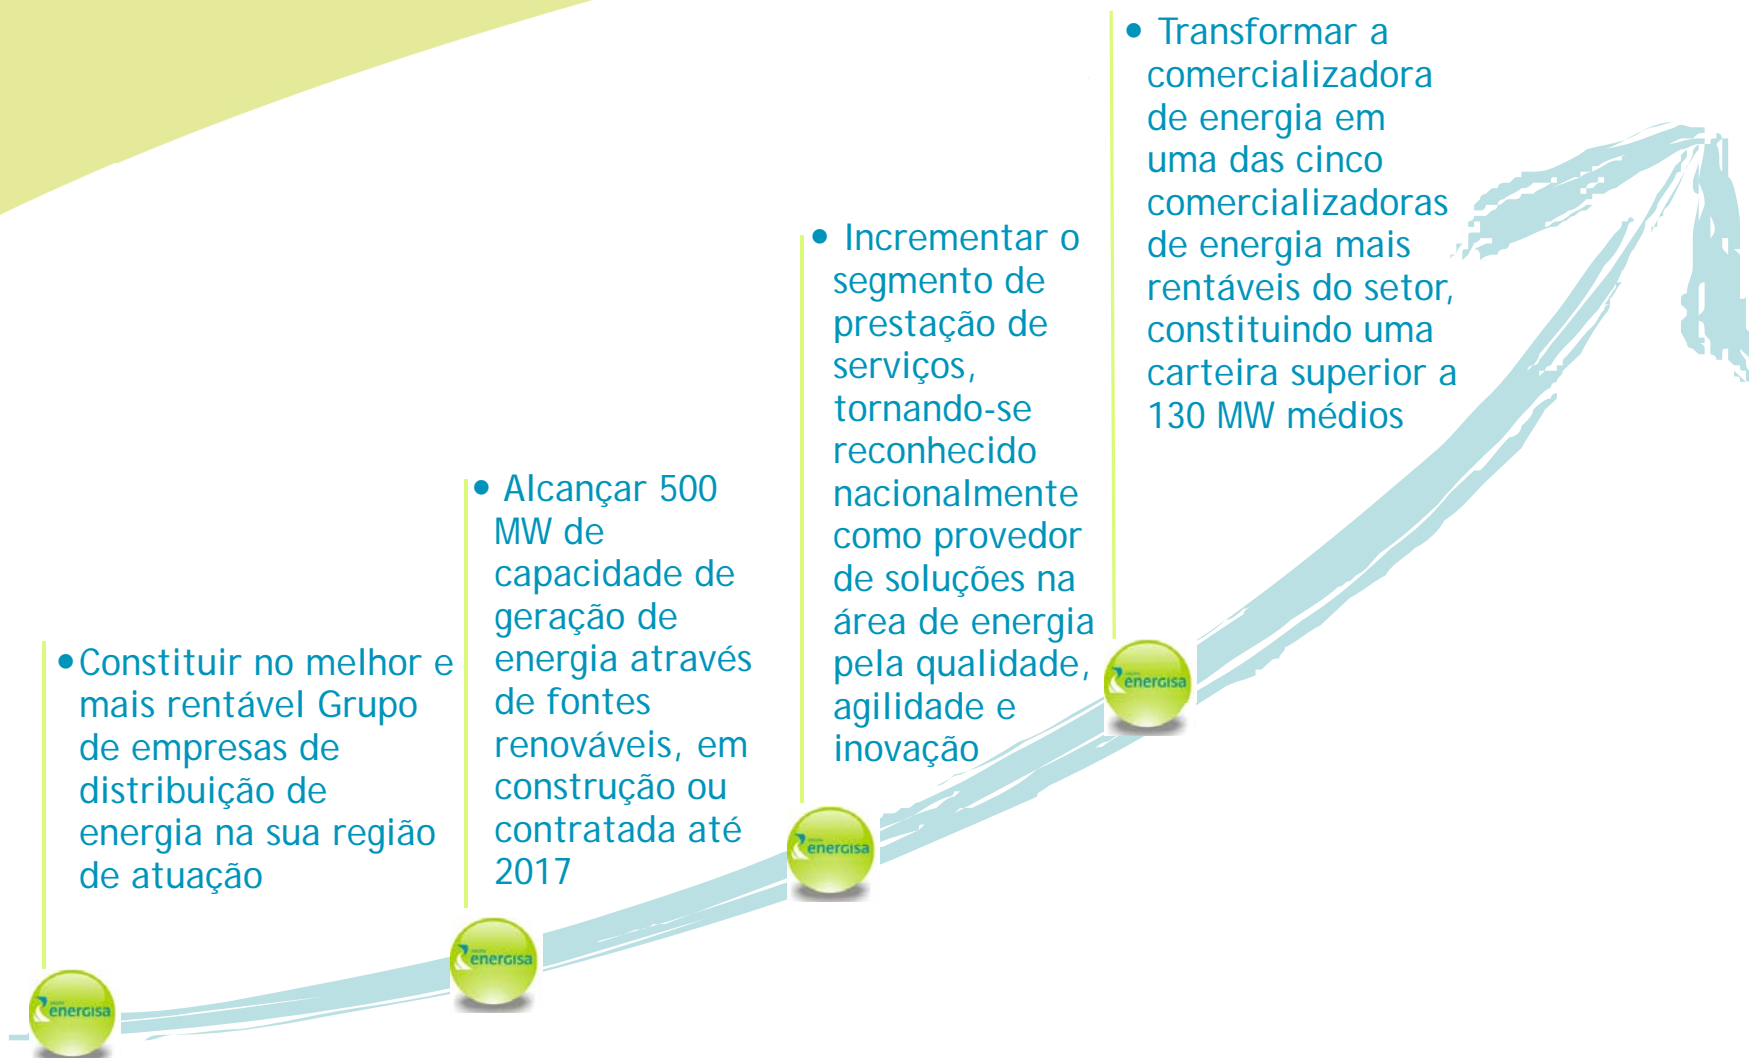 • Constituir no melhor e
mais rentável Grupo
de empresas de
distribuição de
energia na sua região
de atuação
• Alcançar 500
MW de
capacidade de
geração de
energia através
de fontes
renováveis, em
construção ou
contratada até
2017
• Incrementar o
segmento de
prestação de
serviços,
tornando-se
reconhecido
nacionalmente
como provedor
de soluções na
área de energia
pela qualidade,
agilidade e
inovação
• Transformar a
comercializadora
de energia em
uma das cinco
comercializadoras
de energia mais
rentáveis do setor,
constituindo uma
carteira superior a
130 MW médios
energisa
energisa
energisa
energisa